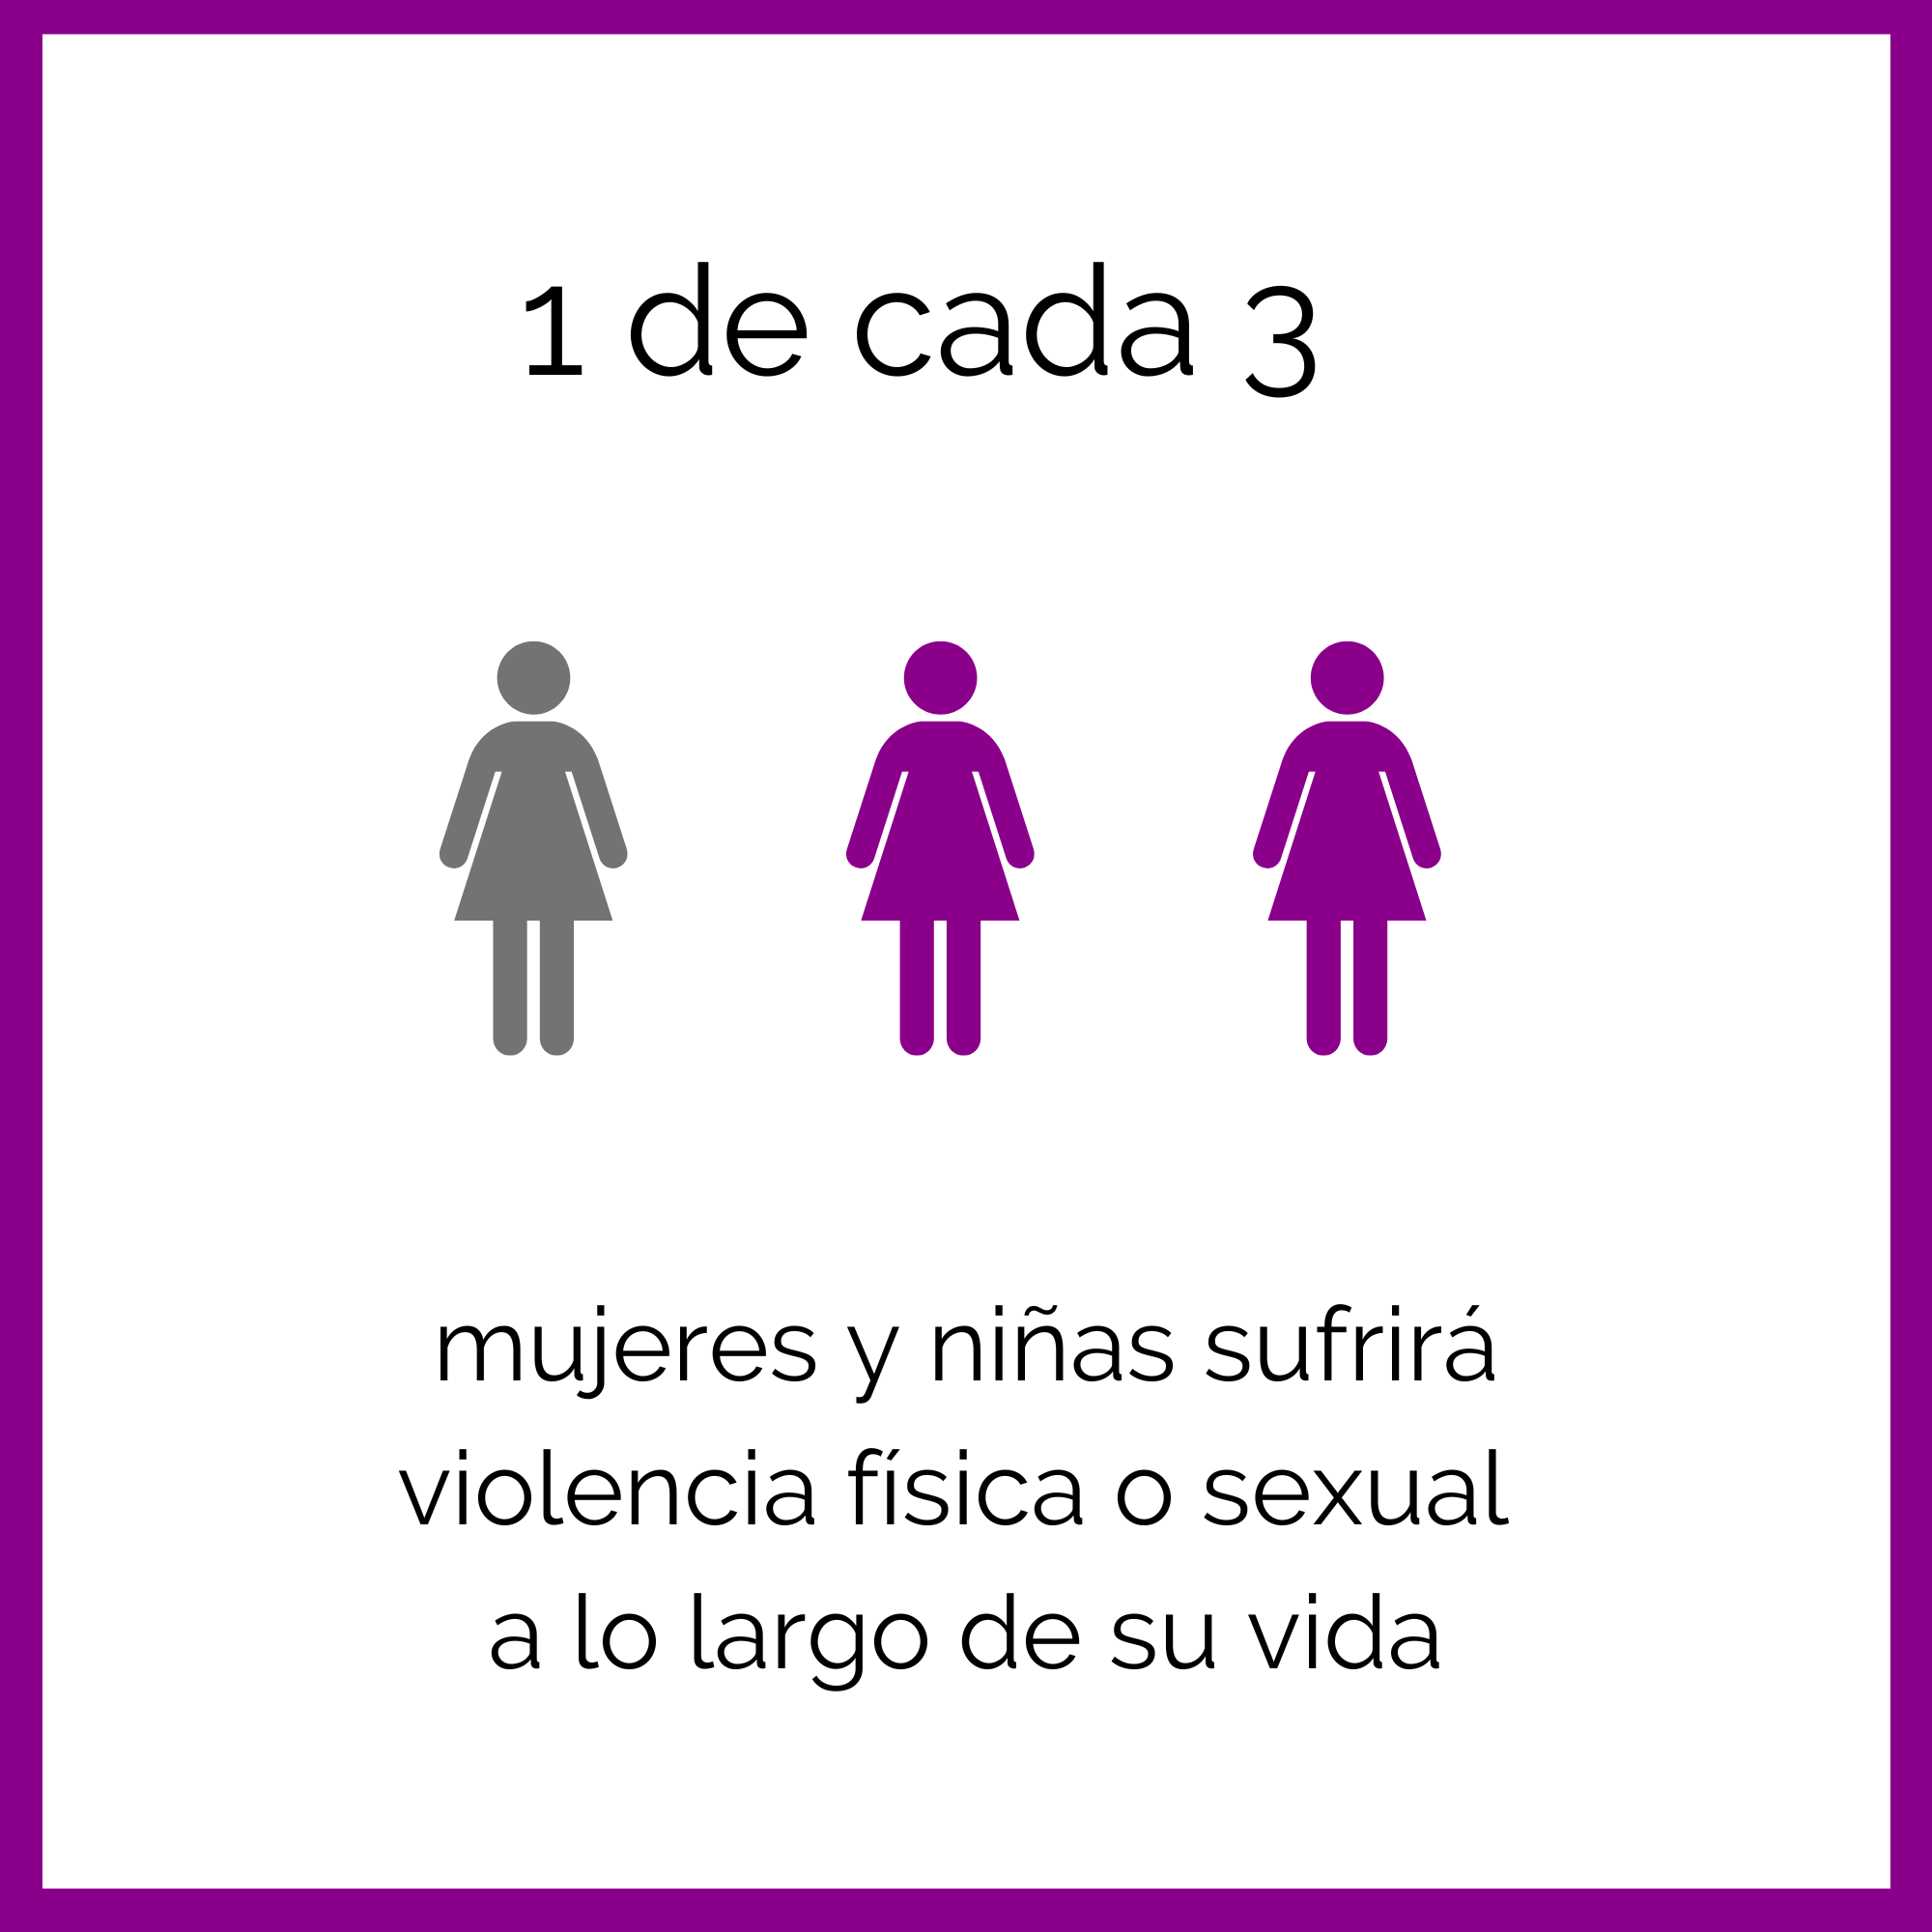 1 de cada 3
mujeres y niñas sufrirá
violencia física o sexual
a lo largo de su vida